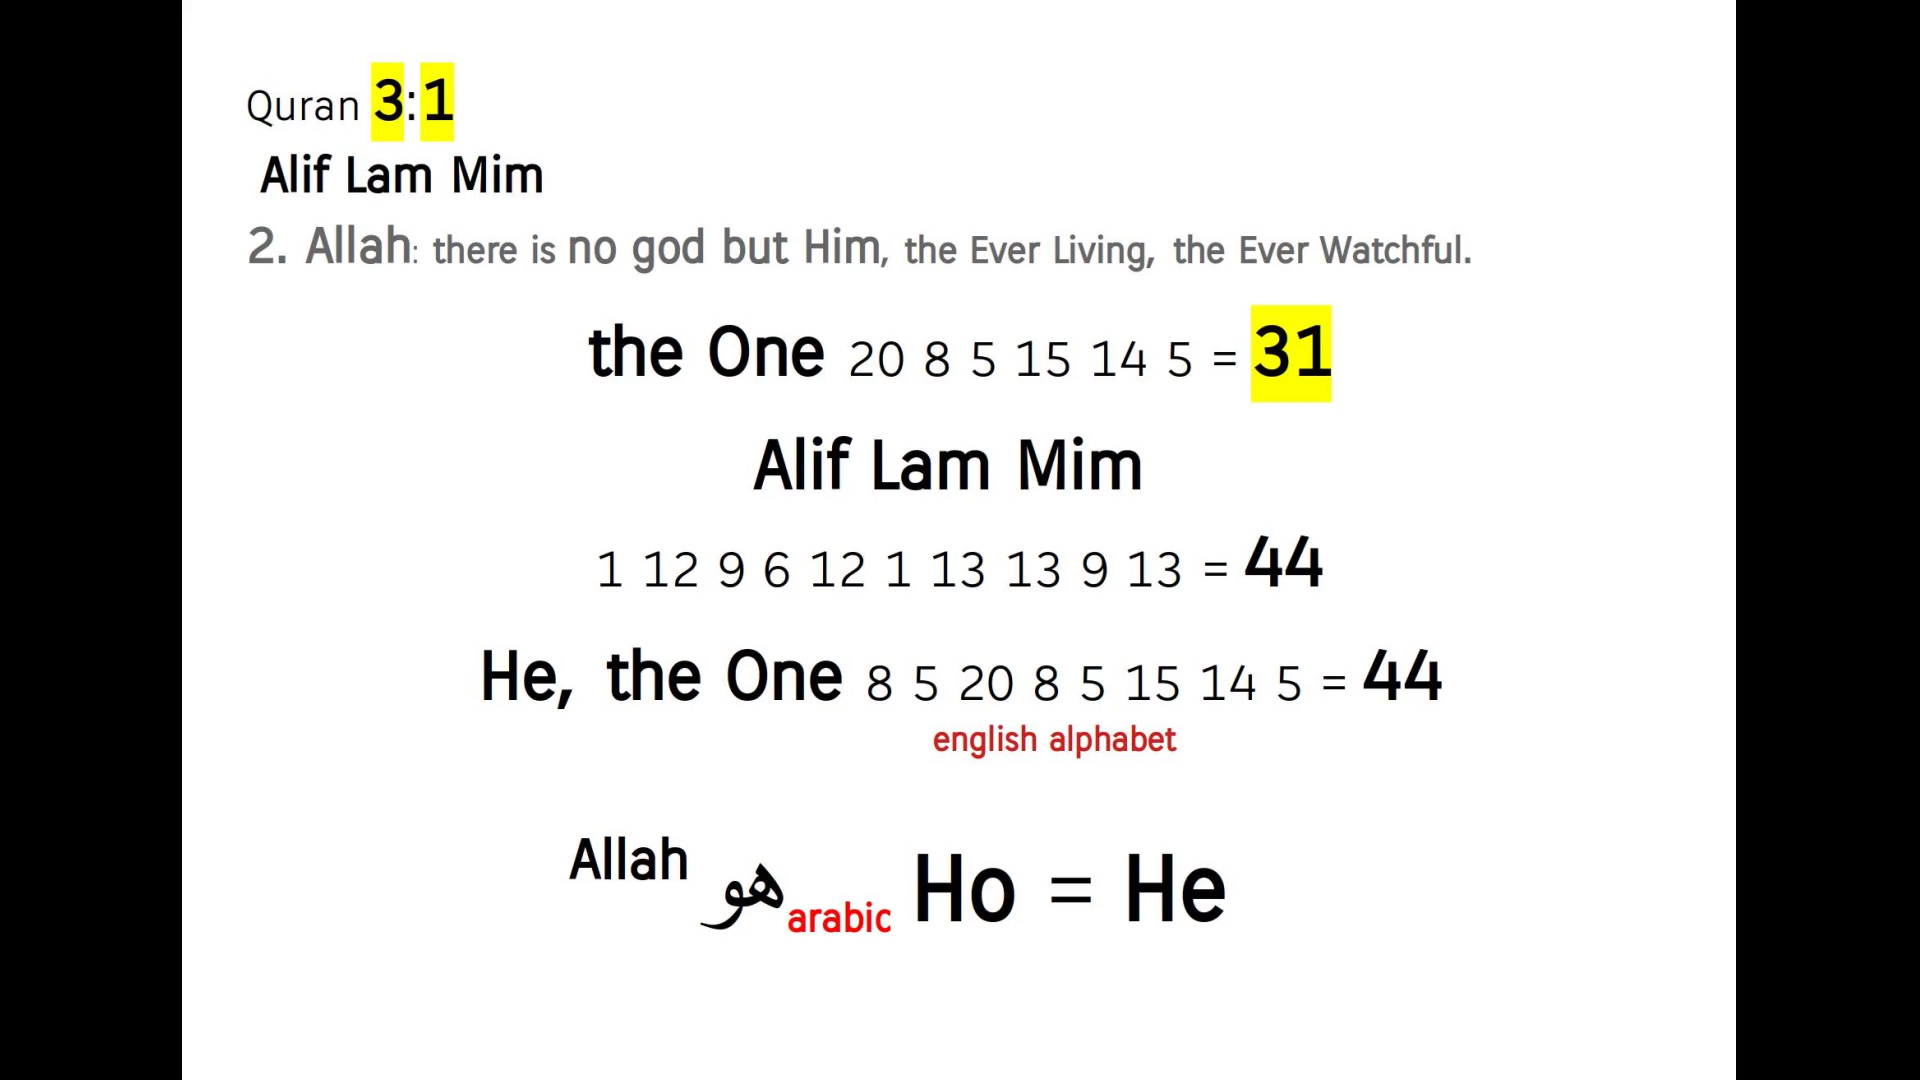 Quran 3:1
Alif Lam Mim
2. Allah: there is no god but Him, the Ever Living, the Ever Watchful.
the One 20 8 5 15 14 5 = 31
Alif Lam Mim
1 12 9 6 12 1 13 13 9 13 = 44
He, the One 8 5 20 8 5 15 14 5 = 44
english alphabet
Allah هو arabic Ho = He